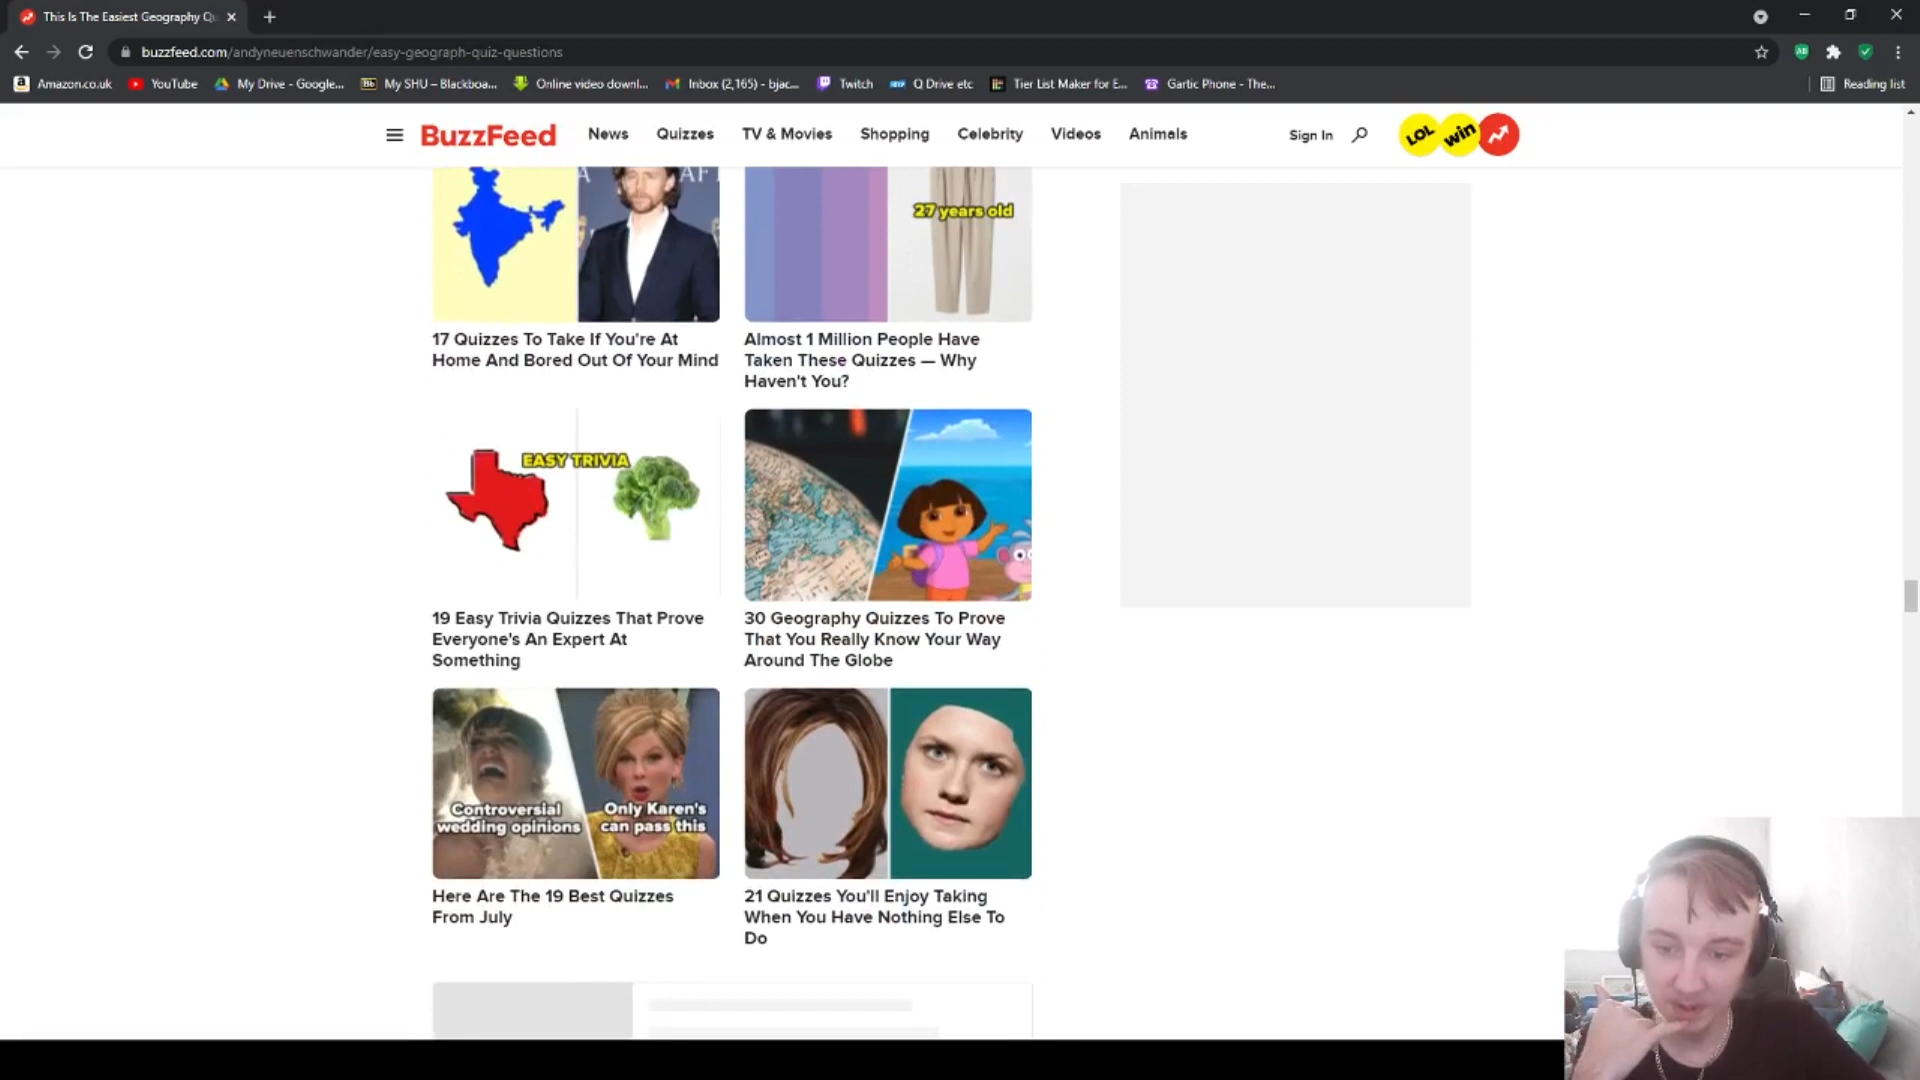 This Is The Easiest Geography Qu
buzzfeed.com/andyneuenschwander/easy-geograph-quiz-questions
Amazon.co.uk
YouTube
My Drive - Google...
Bb
My SHU – Blackboa...
Online video downl...
Inbox (2,165) - bjac...
Twitch
Q Drive etc
Tier List Maker for E...
Gartic Phone - The...
Reading list
BuzzFeed
News
Quizzes
TV & Movies
Shopping
Celebrity
Videos
Animals
Sign In
LOL
win
27 years old
17 Quizzes To Take If You're At
Home And Bored Out Of Your Mind
Almost 1 Million People Have
Taken These Quizzes — Why
Haven't You?
EASY TRIVIA
19 Easy Trivia Quizzes That Prove
Everyone's An Expert At
Something
30 Geography Quizzes To Prove
That You Really Know Your Way
Around The Globe
Controversial
wedding opinions
Only Karen's
can pass this
Here Are The 19 Best Quizzes
From July
21 Quizzes You'll Enjoy Taking
When You Have Nothing Else To
Do